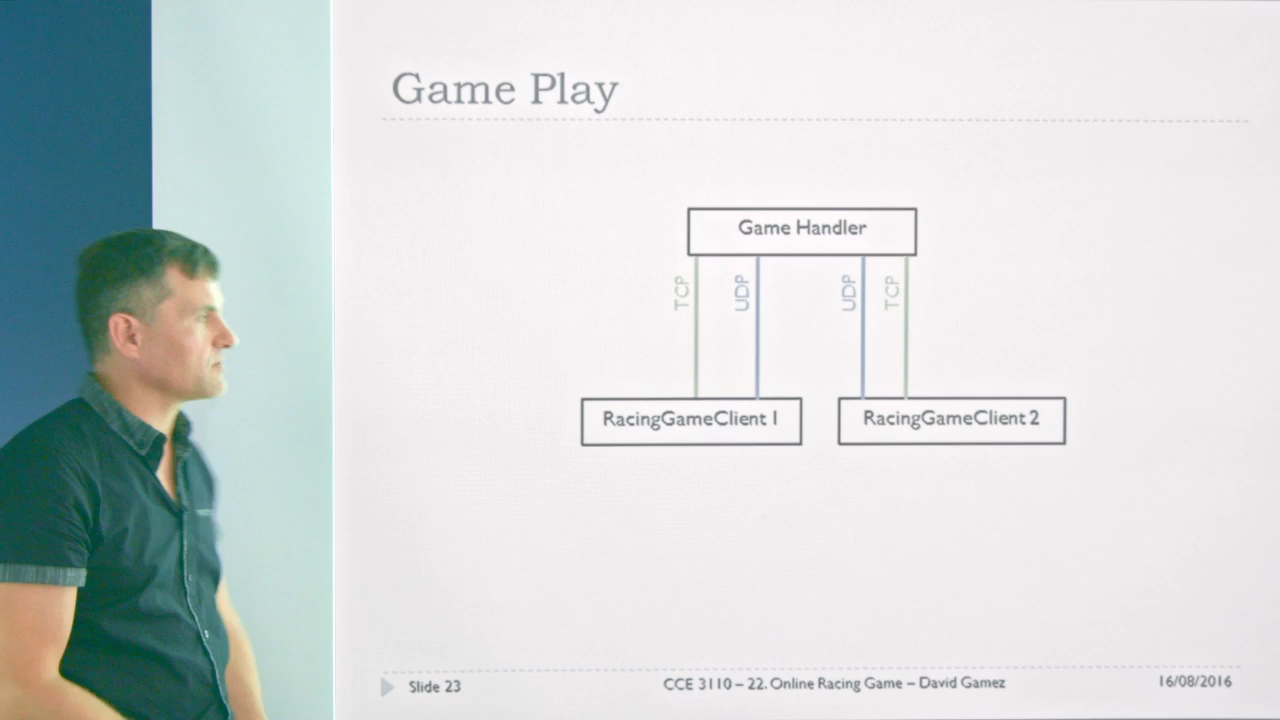 Game Play
Game Handler
TCP
UDP
UDP
TCP
RacingGameClient 1
RacingGameClient 2
Slide 23
CCE 3110 – 22. Online Racing Game – David Gamez
16/08/2016